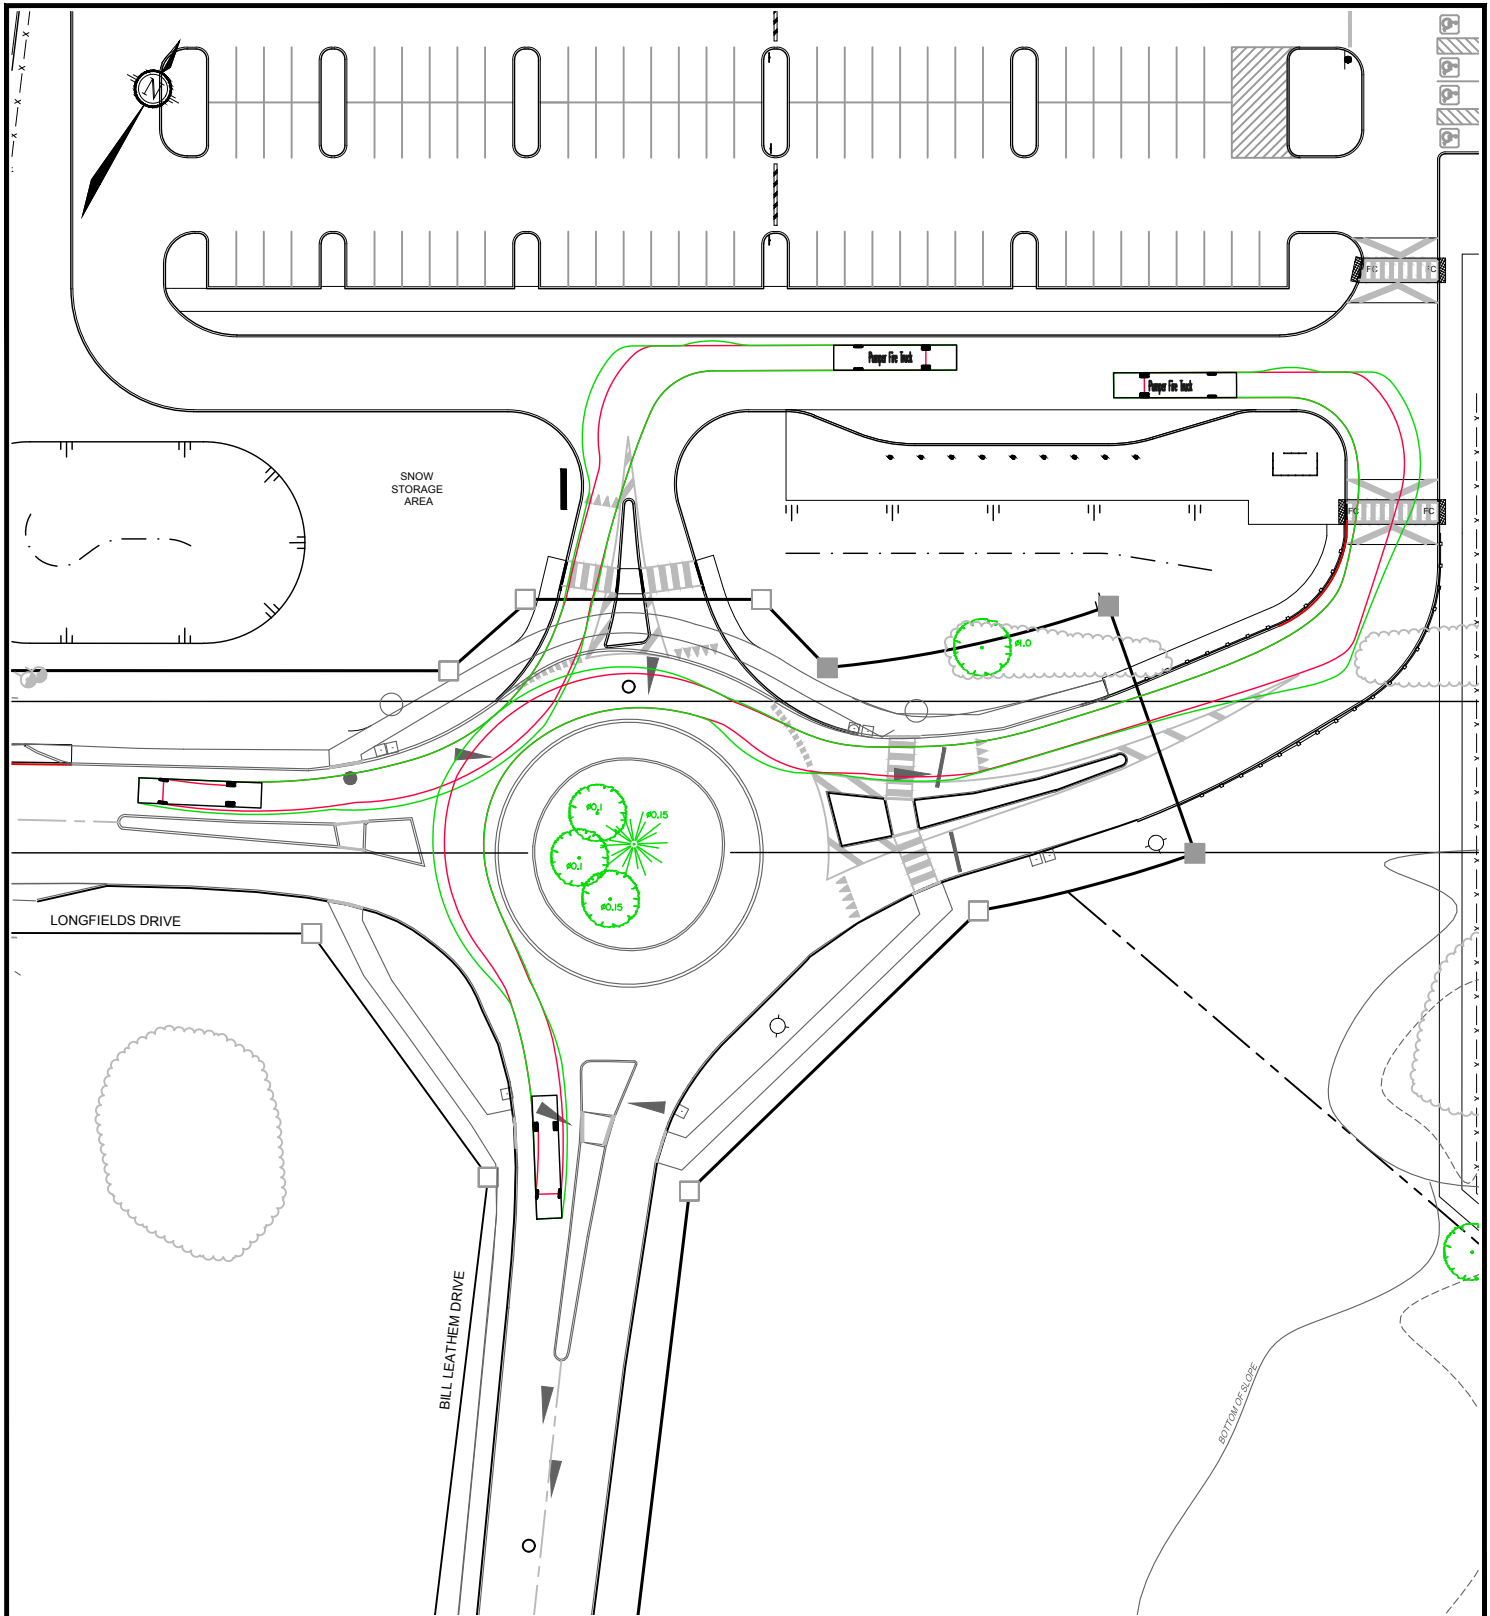 N
FC
FC
Pumper Fire Truck
Pumper Fire Truck
SNOW
STORAGE
AREA
FC
FC
ø1.0
ø0.1
ø0.15
ø0.1
ø0.15
LONGFIELDS DRIVE
BILL LEATHEM DRIVE
BOTTOM OF SLOPE